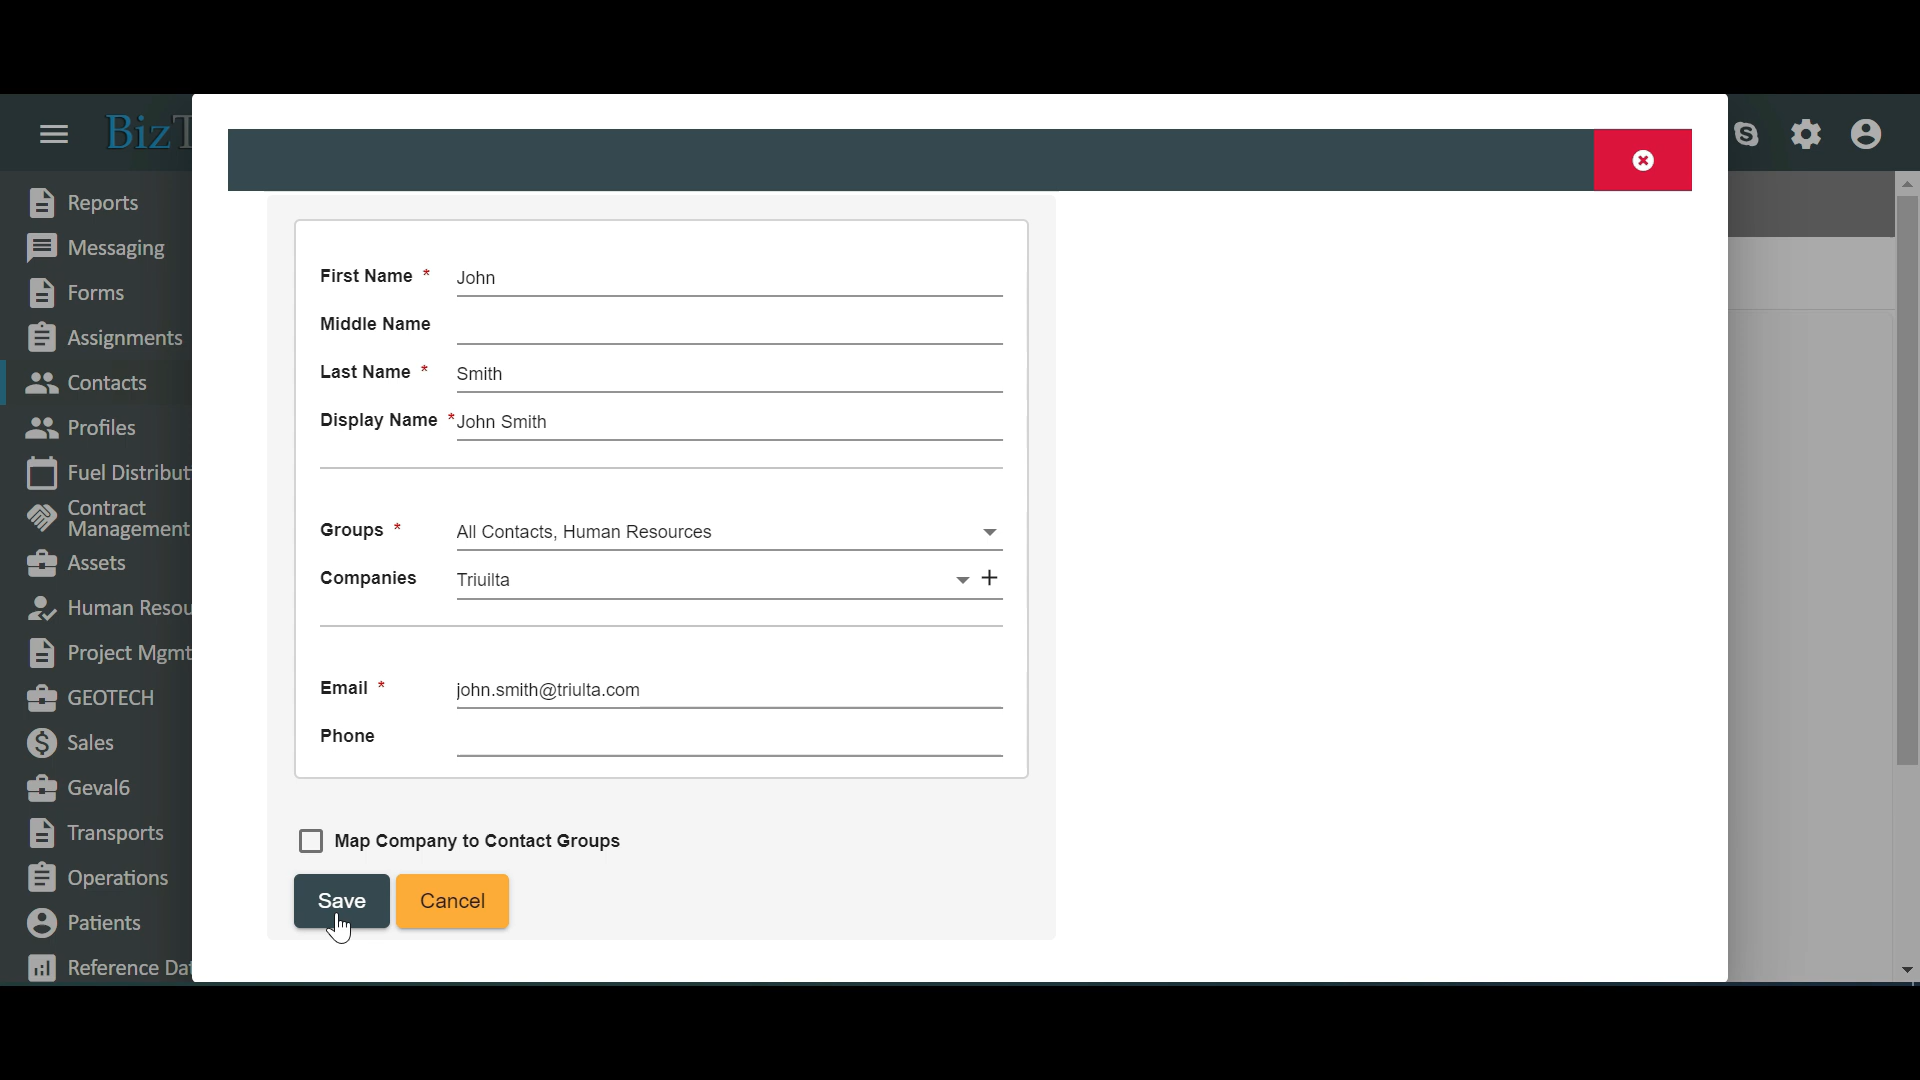 BizT
Reports
Messaging
Forms
Assignments
Contacts
Profiles
Fuel Distribut
Contract
Management
Assets
Human Resou
Project Mgmt
GEOTECH
Sales
Geval6
Transports
Operations
Patients
Reference Dat
First Name * John
Middle Name
Last Name * Smith
Display Name * John Smith
Groups * All Contacts, Human Resources
Companies Triuilta +
Email * john.smith@triulta.com
Phone
Map Company to Contact Groups
Save Cancel